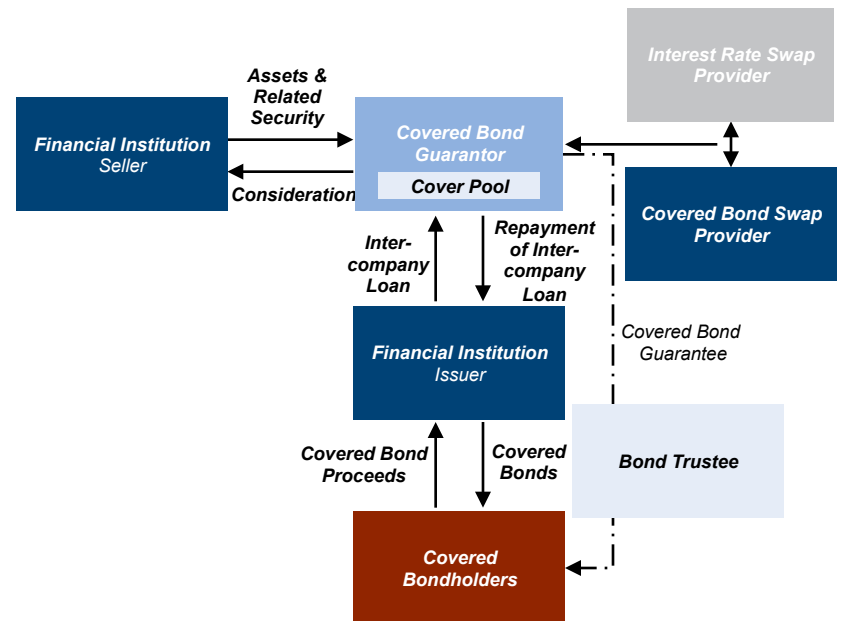 Interest Rate Swap
Provider
Assets &
Related
Security
Financial Institution
Seller
Covered Bond
Guarantor
Cover Pool
Consideration
Covered Bond Swap
Provider
Inter-
company
Loan
Repayment
of Inter-
company
Loan
Covered Bond
Guarantee
Financial Institution
Issuer
Covered Bond
Proceeds
Covered
Bonds
Bond Trustee
Covered
Bondholders